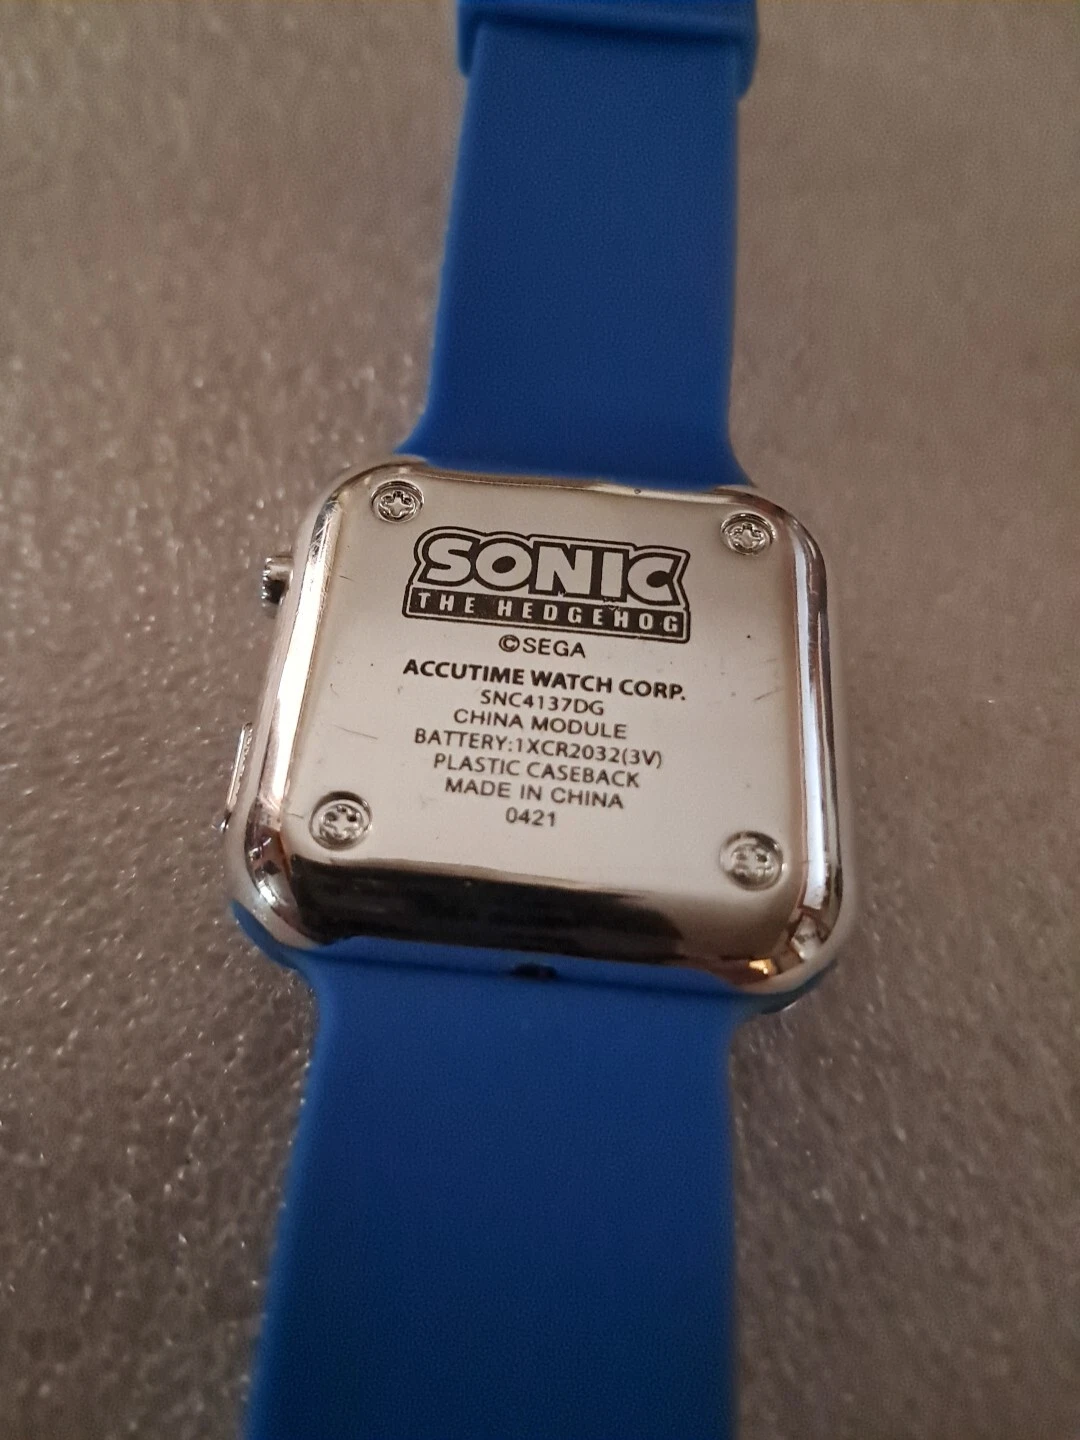 SONIC
THE HEDGEHOG
©SEGA
ACCUTIME WATCH CORP.
SNC4137DG
CHINA MODULE
BATTERY:1XCR2032(3V)
PLASTIC CASEBACK
MADE IN CHINA
0421